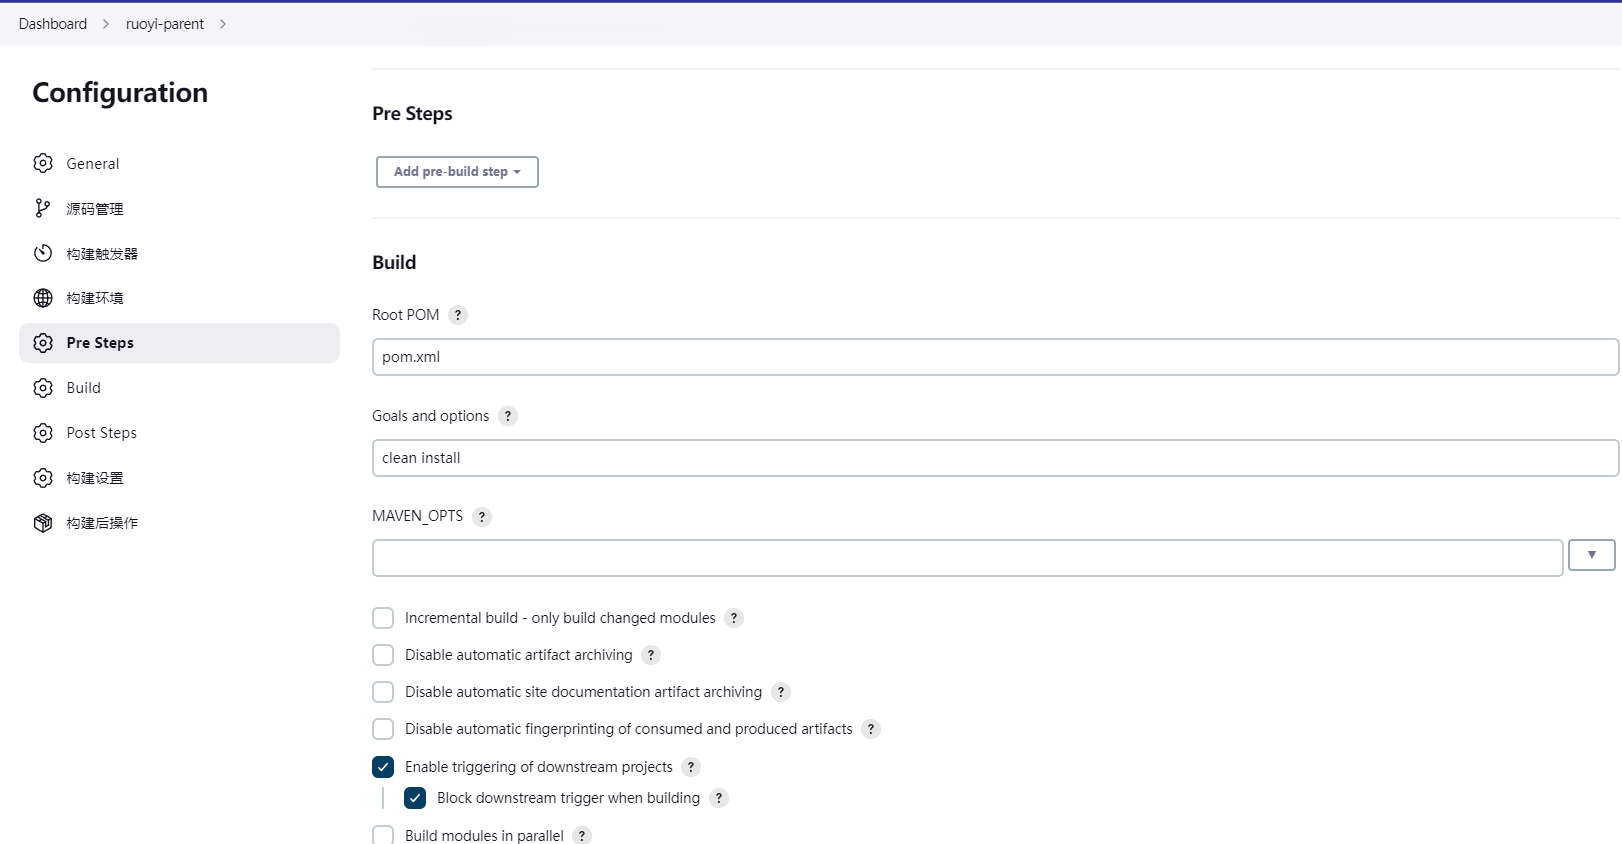 Dashboard > ruoyi-parent >
Configuration
General
源码管理
构建触发器
构建环境
Pre Steps
Build
Post Steps
构建设置
构建后操作
Pre Steps
Add pre-build step
Build
Root POM ?
pom.xml
Goals and options ?
clean install
MAVEN_OPTS ?
Incremental build - only build changed modules ?
Disable automatic artifact archiving ?
Disable automatic site documentation artifact archiving ?
Disable automatic fingerprinting of consumed and produced artifacts ?
Enable triggering of downstream projects ?
Block downstream trigger when building ?
Build modules in parallel ?